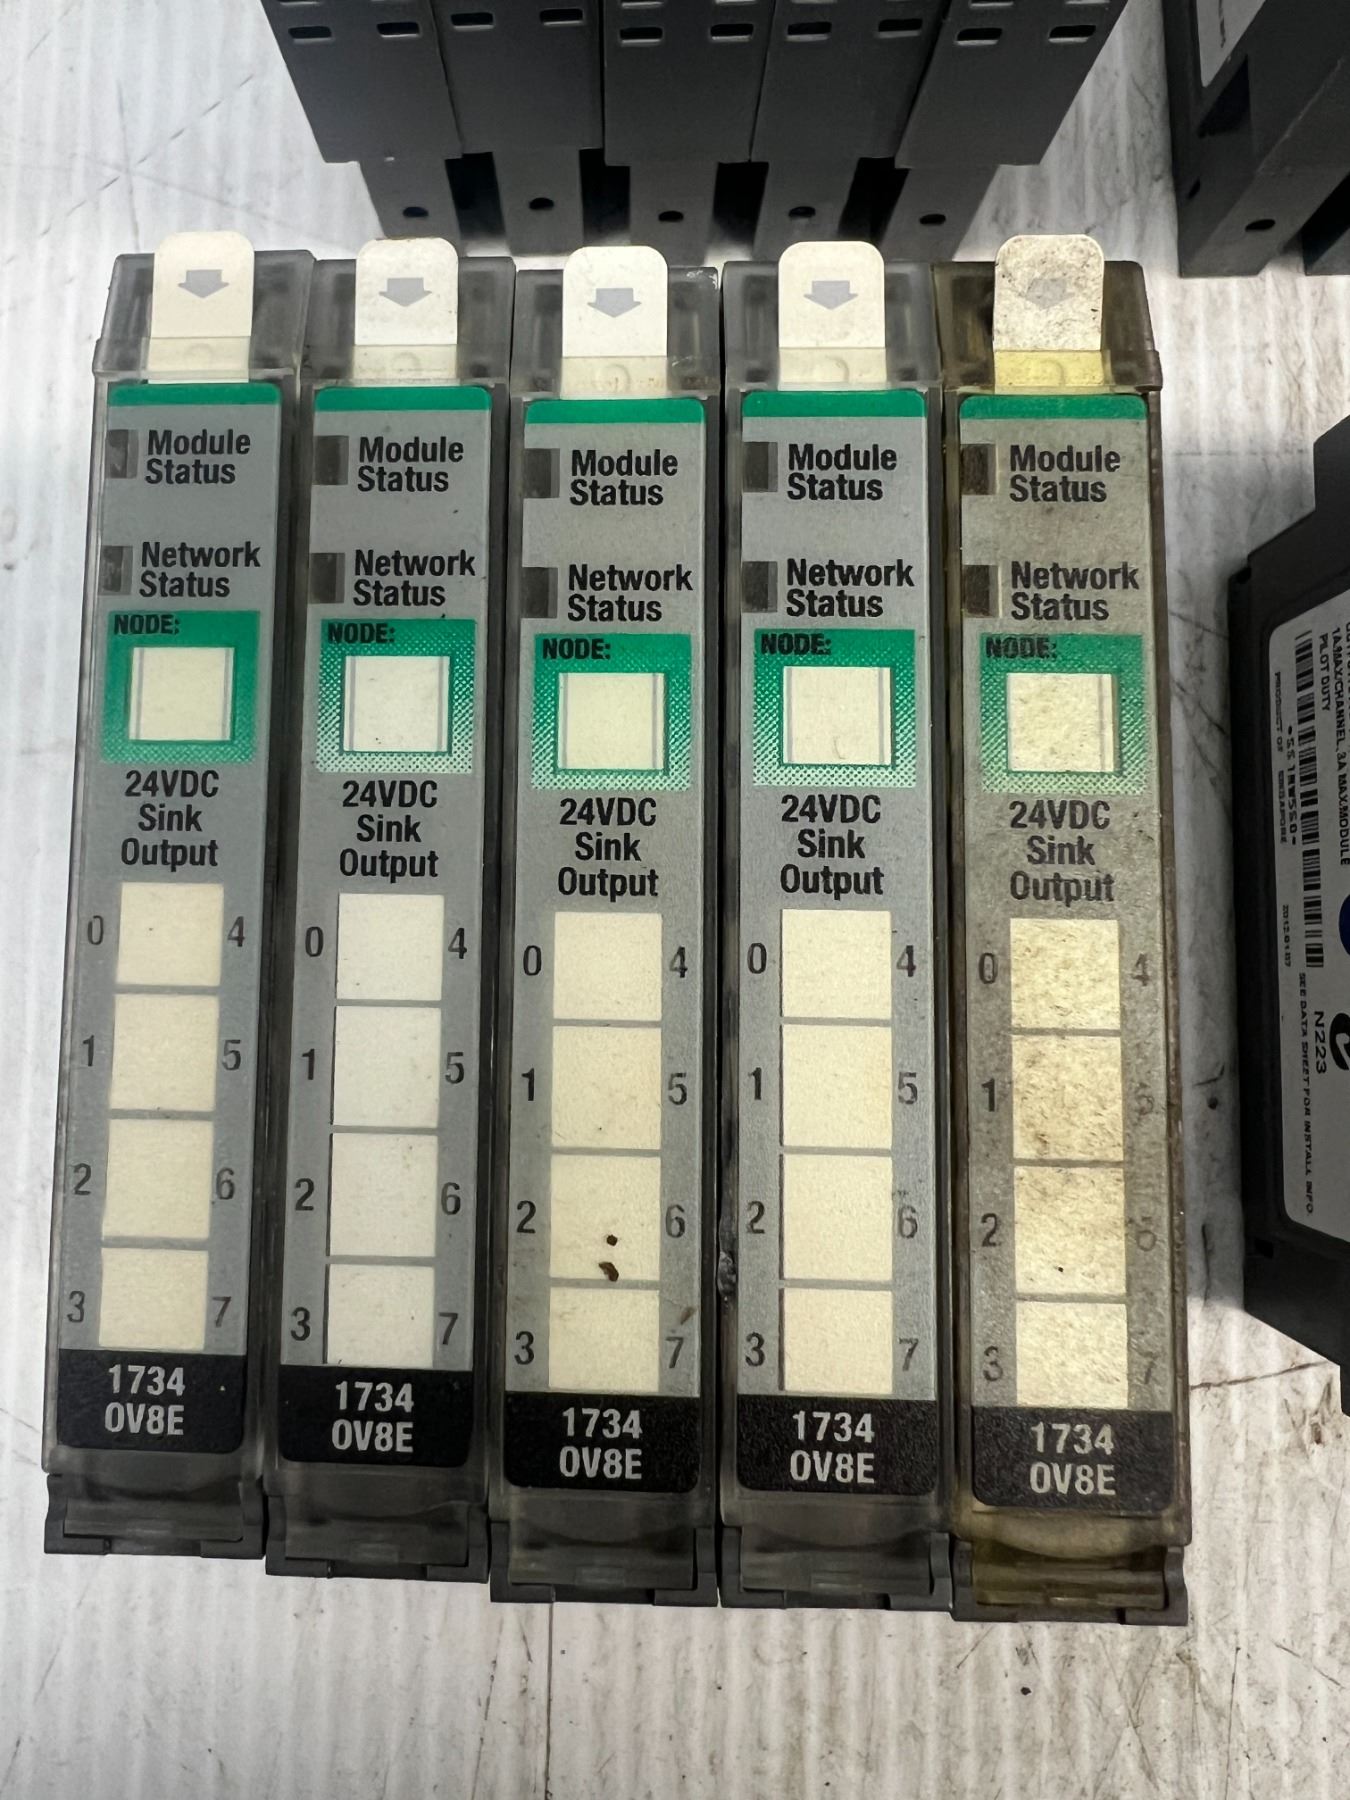 Module
Status
Network
Status
NODE:
24VDC
Sink
Output
0 4
1 5
2 6
3 7
1734
OV8E
Module
Status
Network
Status
NODE:
24VDC
Sink
Output
0 4
1 5
2 6
3 7
1734
OV8E
Module
Status
Network
Status
NODE:
24VDC
Sink
Output
0 4
1 5
2 6
3 7
1734
OV8E
Module
Status
Network
Status
NODE:
24VDC
Sink
Output
0 4
1 5
2 6
3 7
1734
OV8E
Module
Status
Network
Status
NODE:
24VDC
Sink
Output
0 4
1 5
2 6
3 7
1734
OV8E
1A MAX/CHANNEL, 3A MAX/MODULE
PILOT DUTY
PRODUCT OF SINGAPORE
N223
SEE DATA SHEET FOR INSTALL INFO.